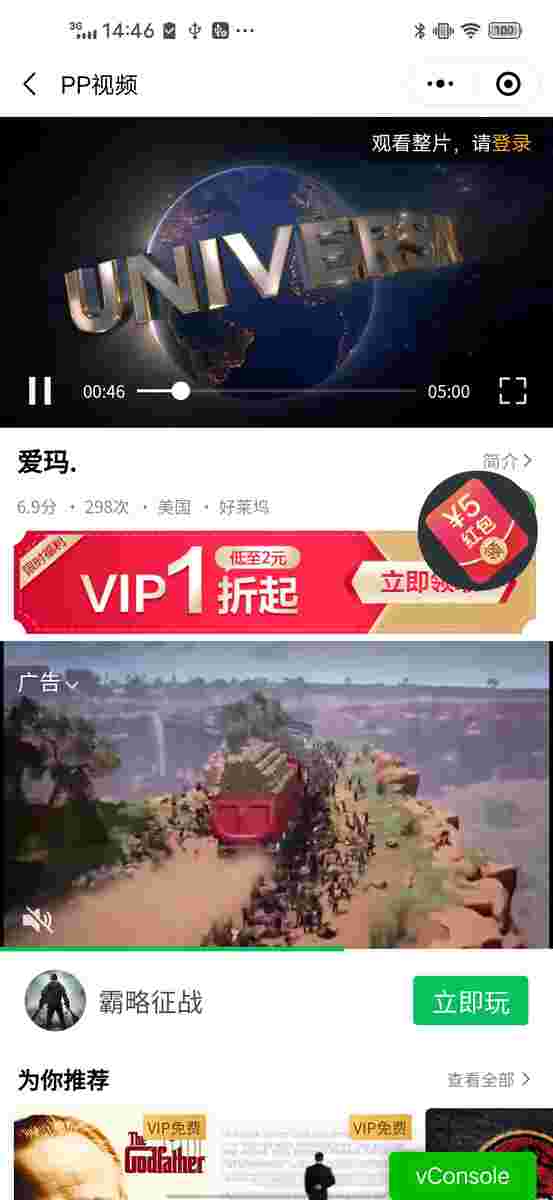 3G 14:46 100
PP视频
观看整片，请登录
UNIVERSAL
00:46 05:00
爱玛.
简介
6.9分 · 298次 · 美国 · 好莱坞
¥5
红包
领
限时福利
VIP1折起
低至2元
立即领
广告
霸略征战
立即玩
为你推荐
查看全部
VIP免费
The
Godfather
VIP免费
vConsole